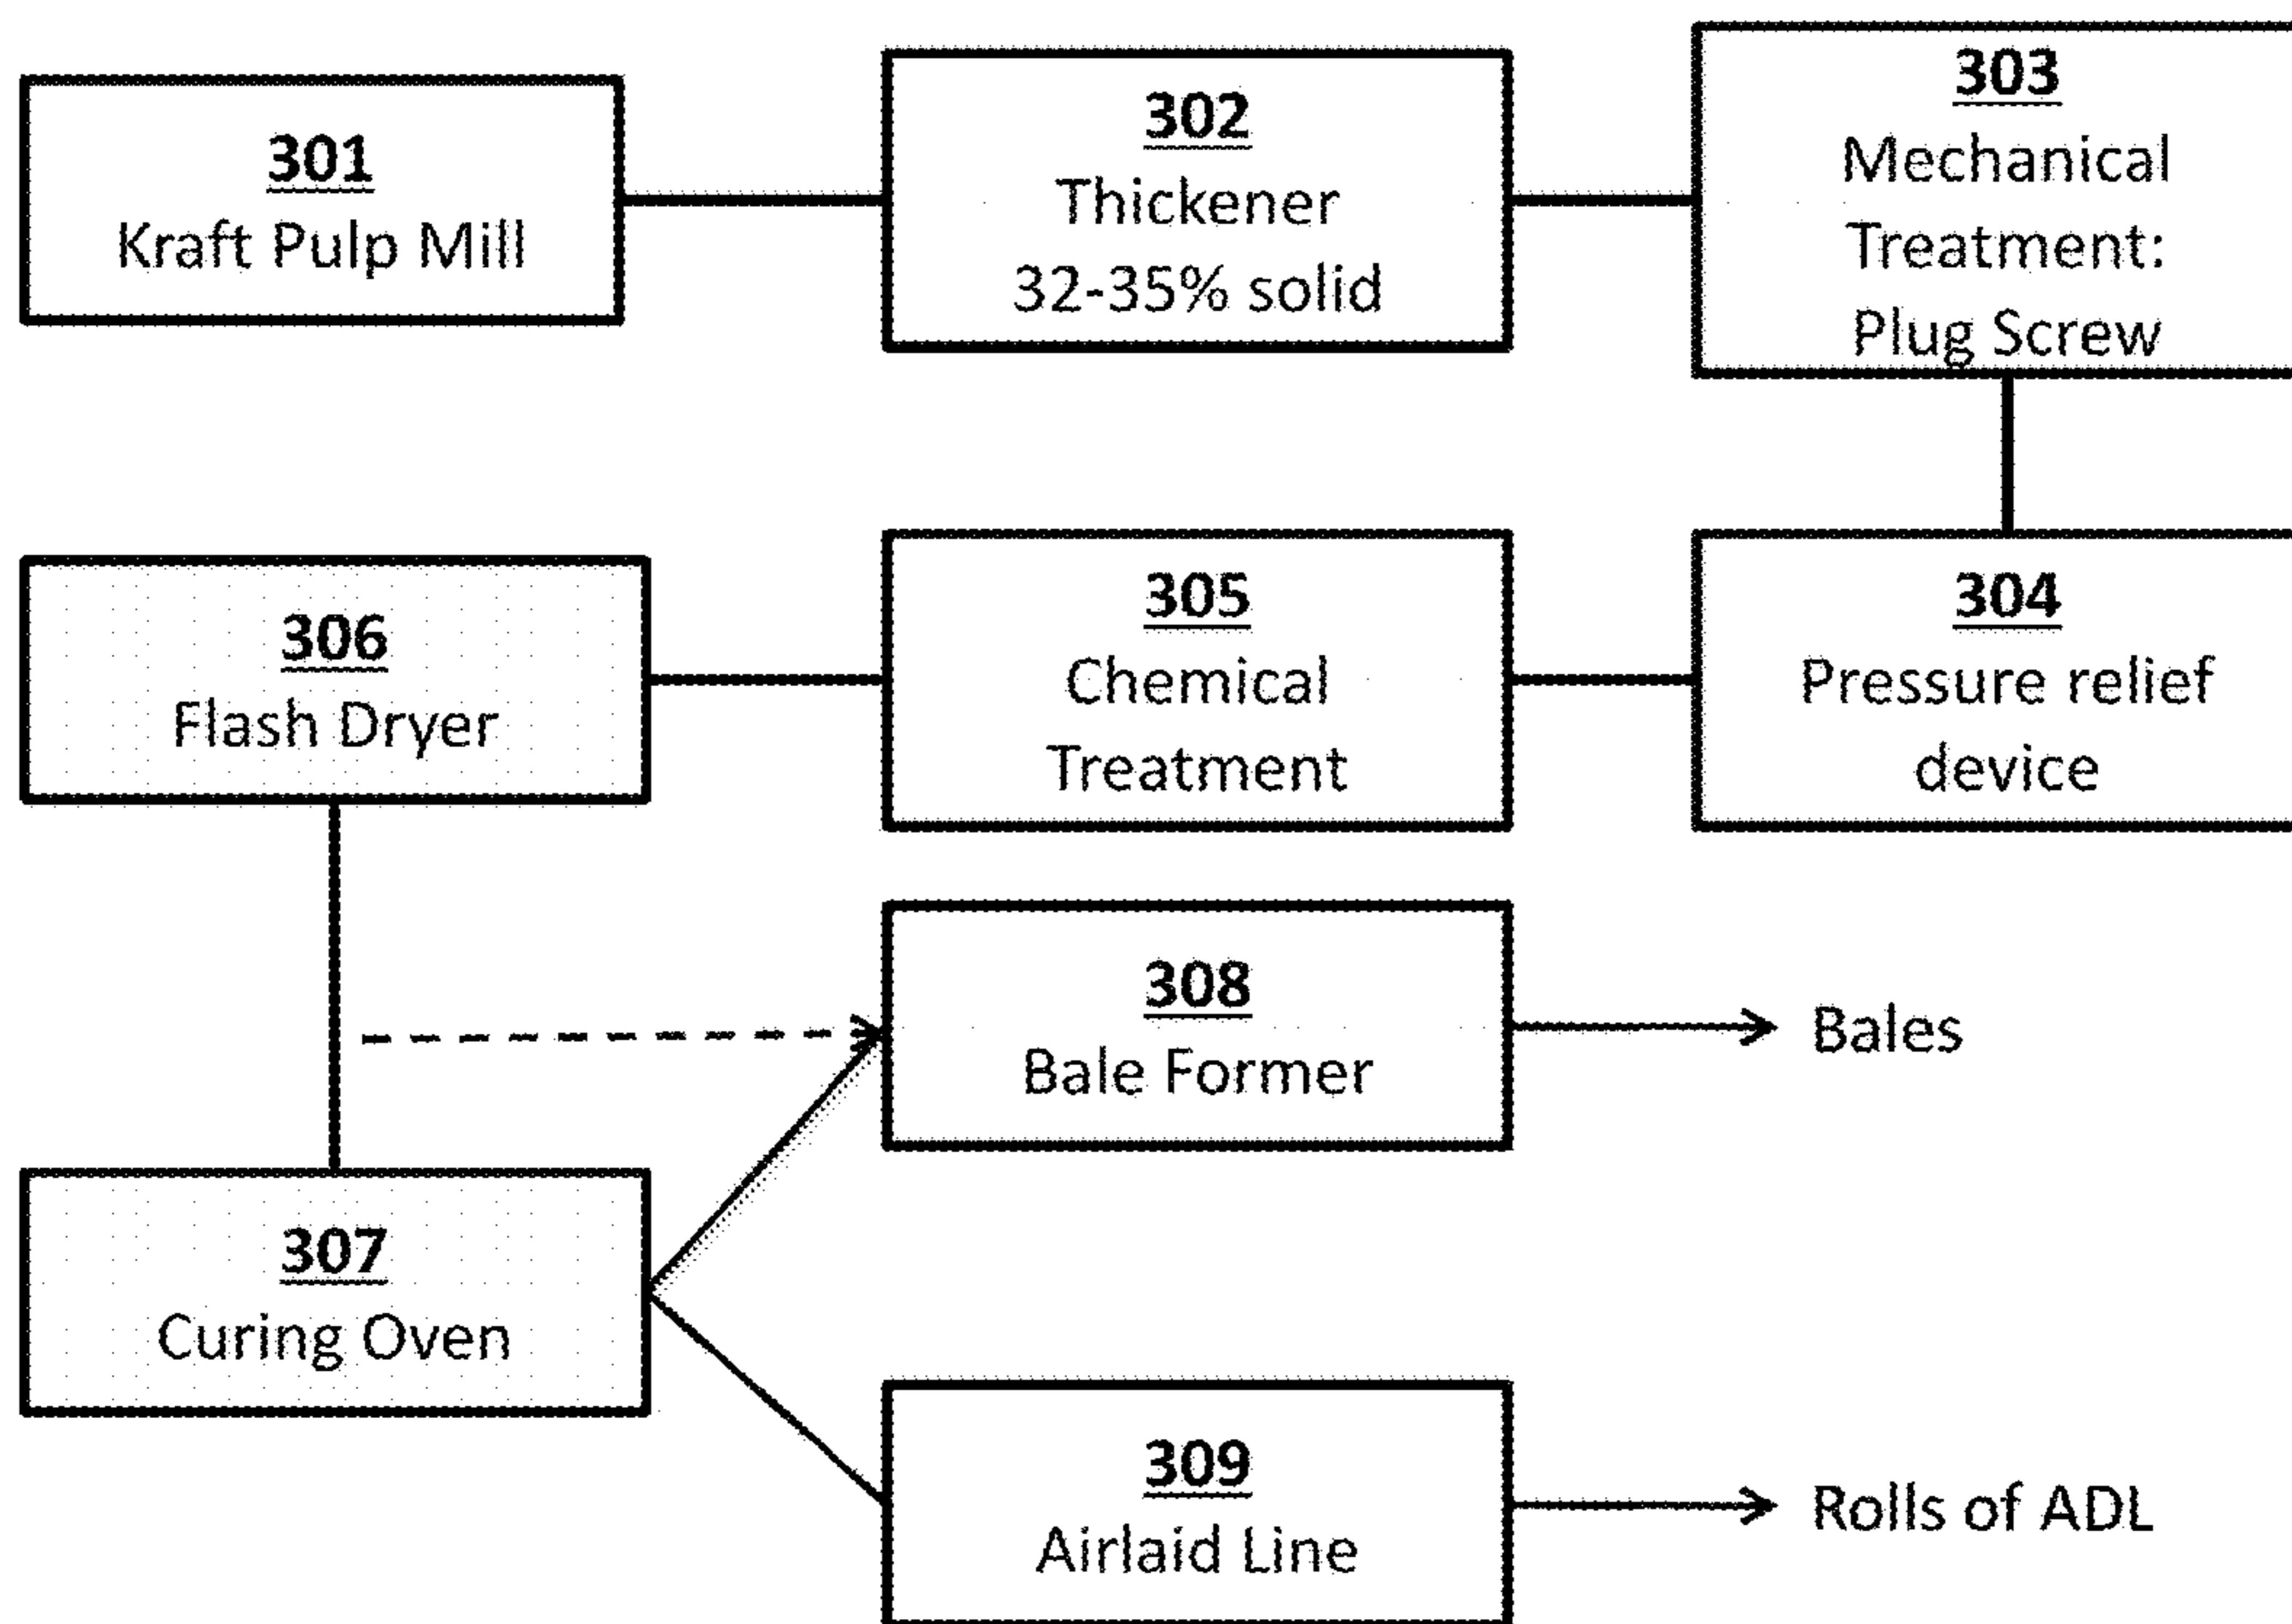 301
Kraft Pulp Mill
302
Thickener
32-35% solid
303
Mechanical
Treatment:
Plug Screw
306
Flash Dryer
305
Chemical
Treatment
304
Pressure relief
device
308
Bale Former
Bales
307
Curing Oven
309
Airlaid Line
Rolls of ADL